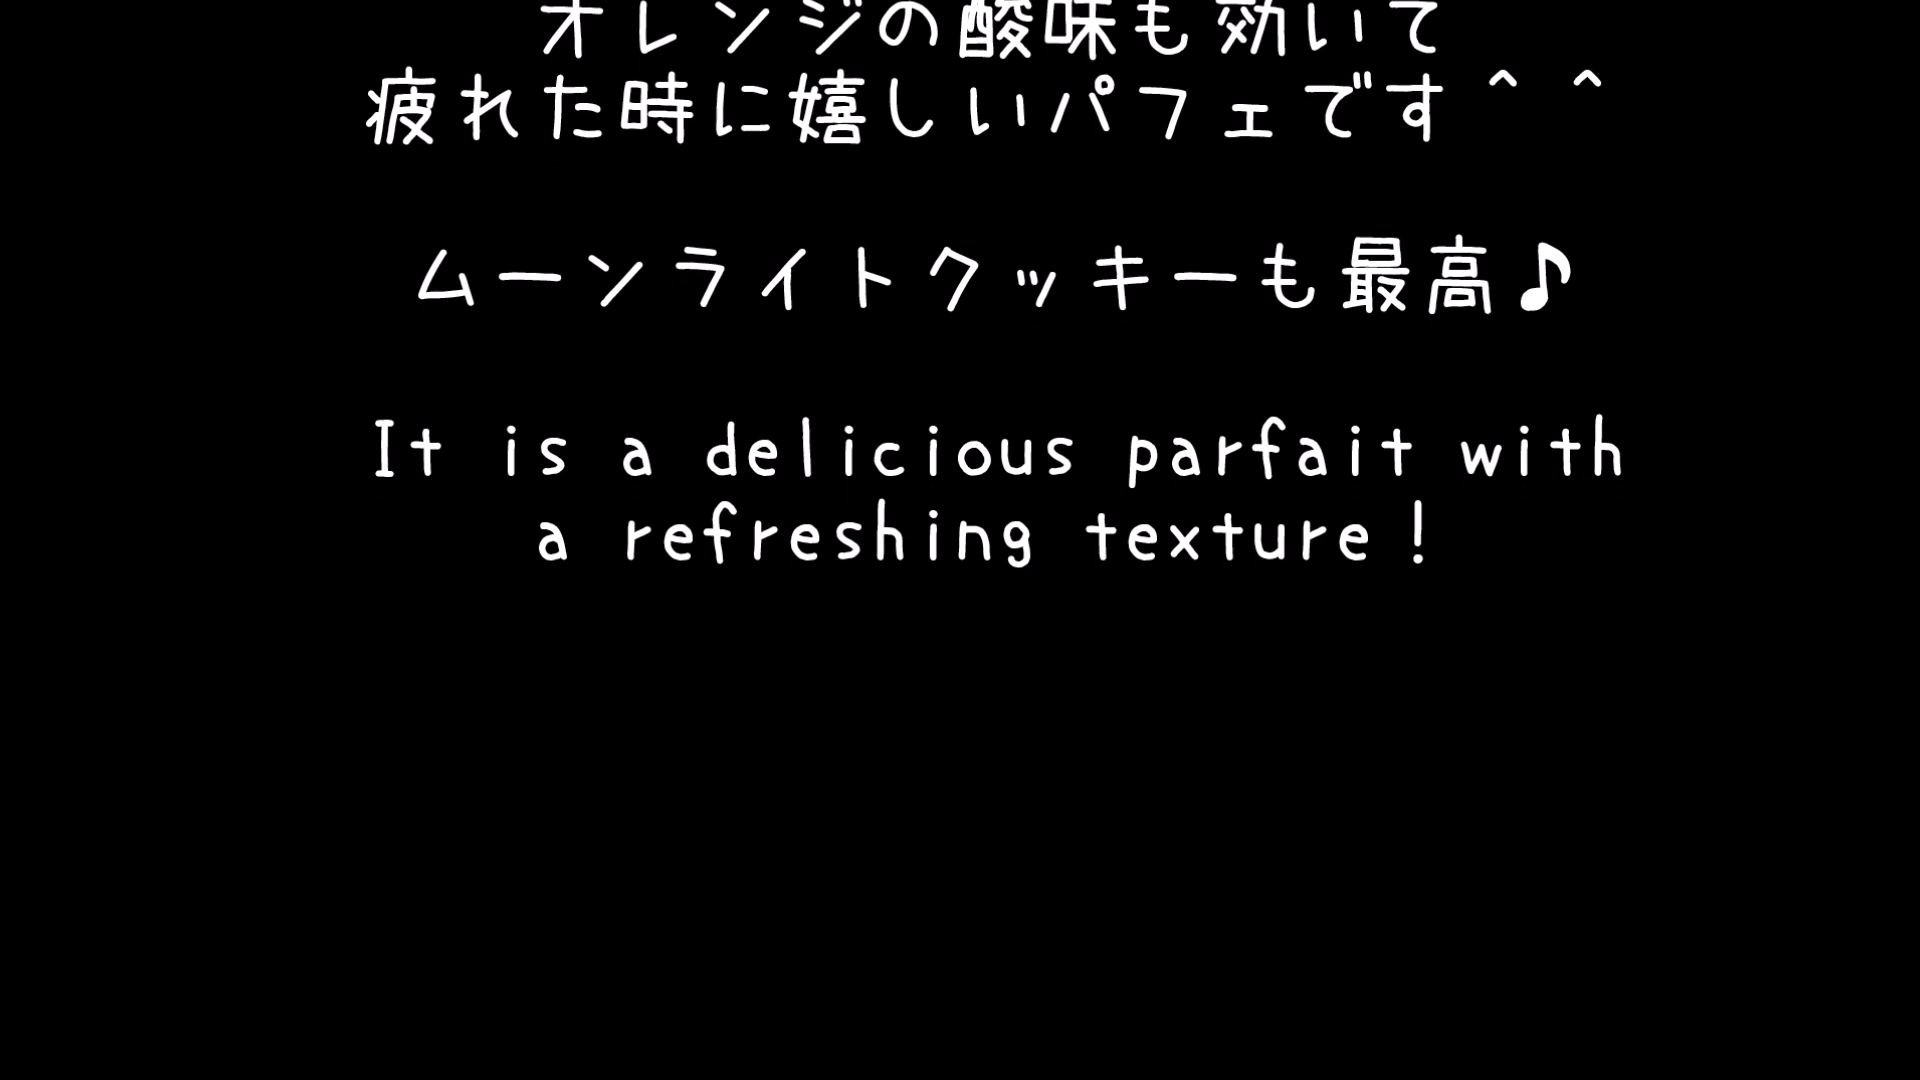 オレンジの酸味も効いて
疲れた時に嬉しいパフェです＾＾
ムーンライトクッキーも最高♪
It is a delicious parfait with
a refreshing texture！